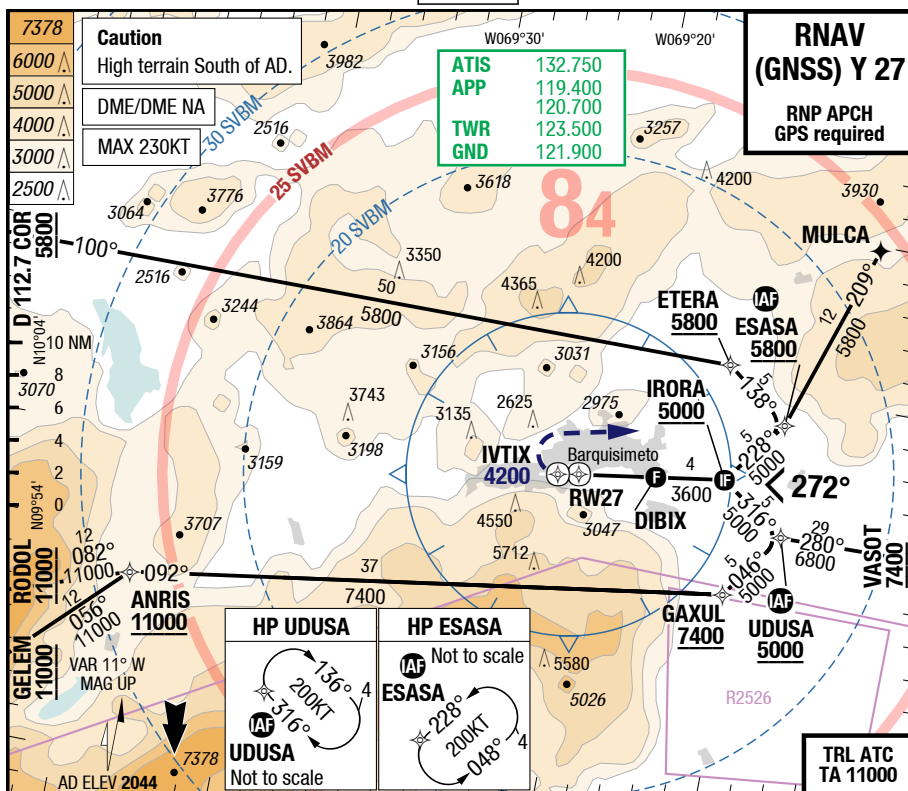 7378
6000
5000
4000
3000
2500
Caution
High terrain South of AD.
DME/DME NA
MAX 230KT
W069°30'
W069°20'
RNAV
(GNSS) Y 27
RNP APCH
GPS required
ATIS 132.750
APP 119.400
120.700
TWR 123.500
GND 121.900
3982
30 SVBM
2516
25 SVBM
20 SVBM
3257
4200
3930
3618
84
3064
3776
D 112.7 COR
5800
100°
2516
3350
50
5800
4365
4200
MULCA
209°
12
5800
ETERA
5800
IAF
ESASA
5800
3244
3864
N10°04'
10 NM
8
6
4
2
0
3070
3156
3031
5
138°
IRORA
5000
3743
3135
2625
2975
3198
3159
IVTIX
4200
Barquisimeto
RW27
F
DIBIX
4
3600
IF
5
228°
5000
272°
5
316°
5000
N09°54'
3707
4550
3047
5712
29
280°
6800
VASOT
7400
RODOL
11000
12
082°
11000
092°
37
7400
5
046°
5000
12
056°
11000
ANRIS
11000
GAXUL
7400
IAF
UDUSA
5000
GELEM
11000
VAR 11° W
MAG UP
HP UDUSA
136°
200KT
4
316°
IAF
UDUSA
Not to scale
HP ESASA
IAF
Not to scale
ESASA
228°
200KT
4
048°
5580
5026
R2526
7378
AD ELEV 2044
TRL ATC
TA 11000